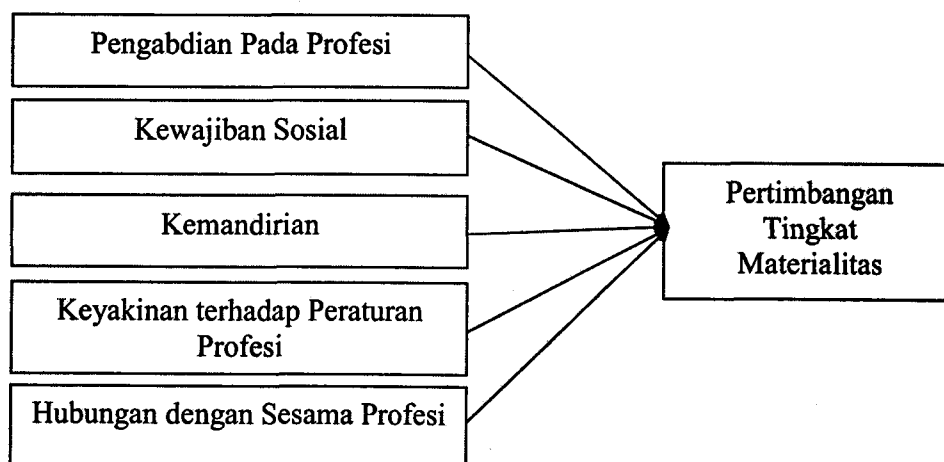 Pengabdian Pada Profesi
Kewajiban Sosial
Kemandirian
Keyakinan terhadap Peraturan
Profesi
Hubungan dengan Sesama Profesi
Pertimbangan
Tingkat
Materialitas